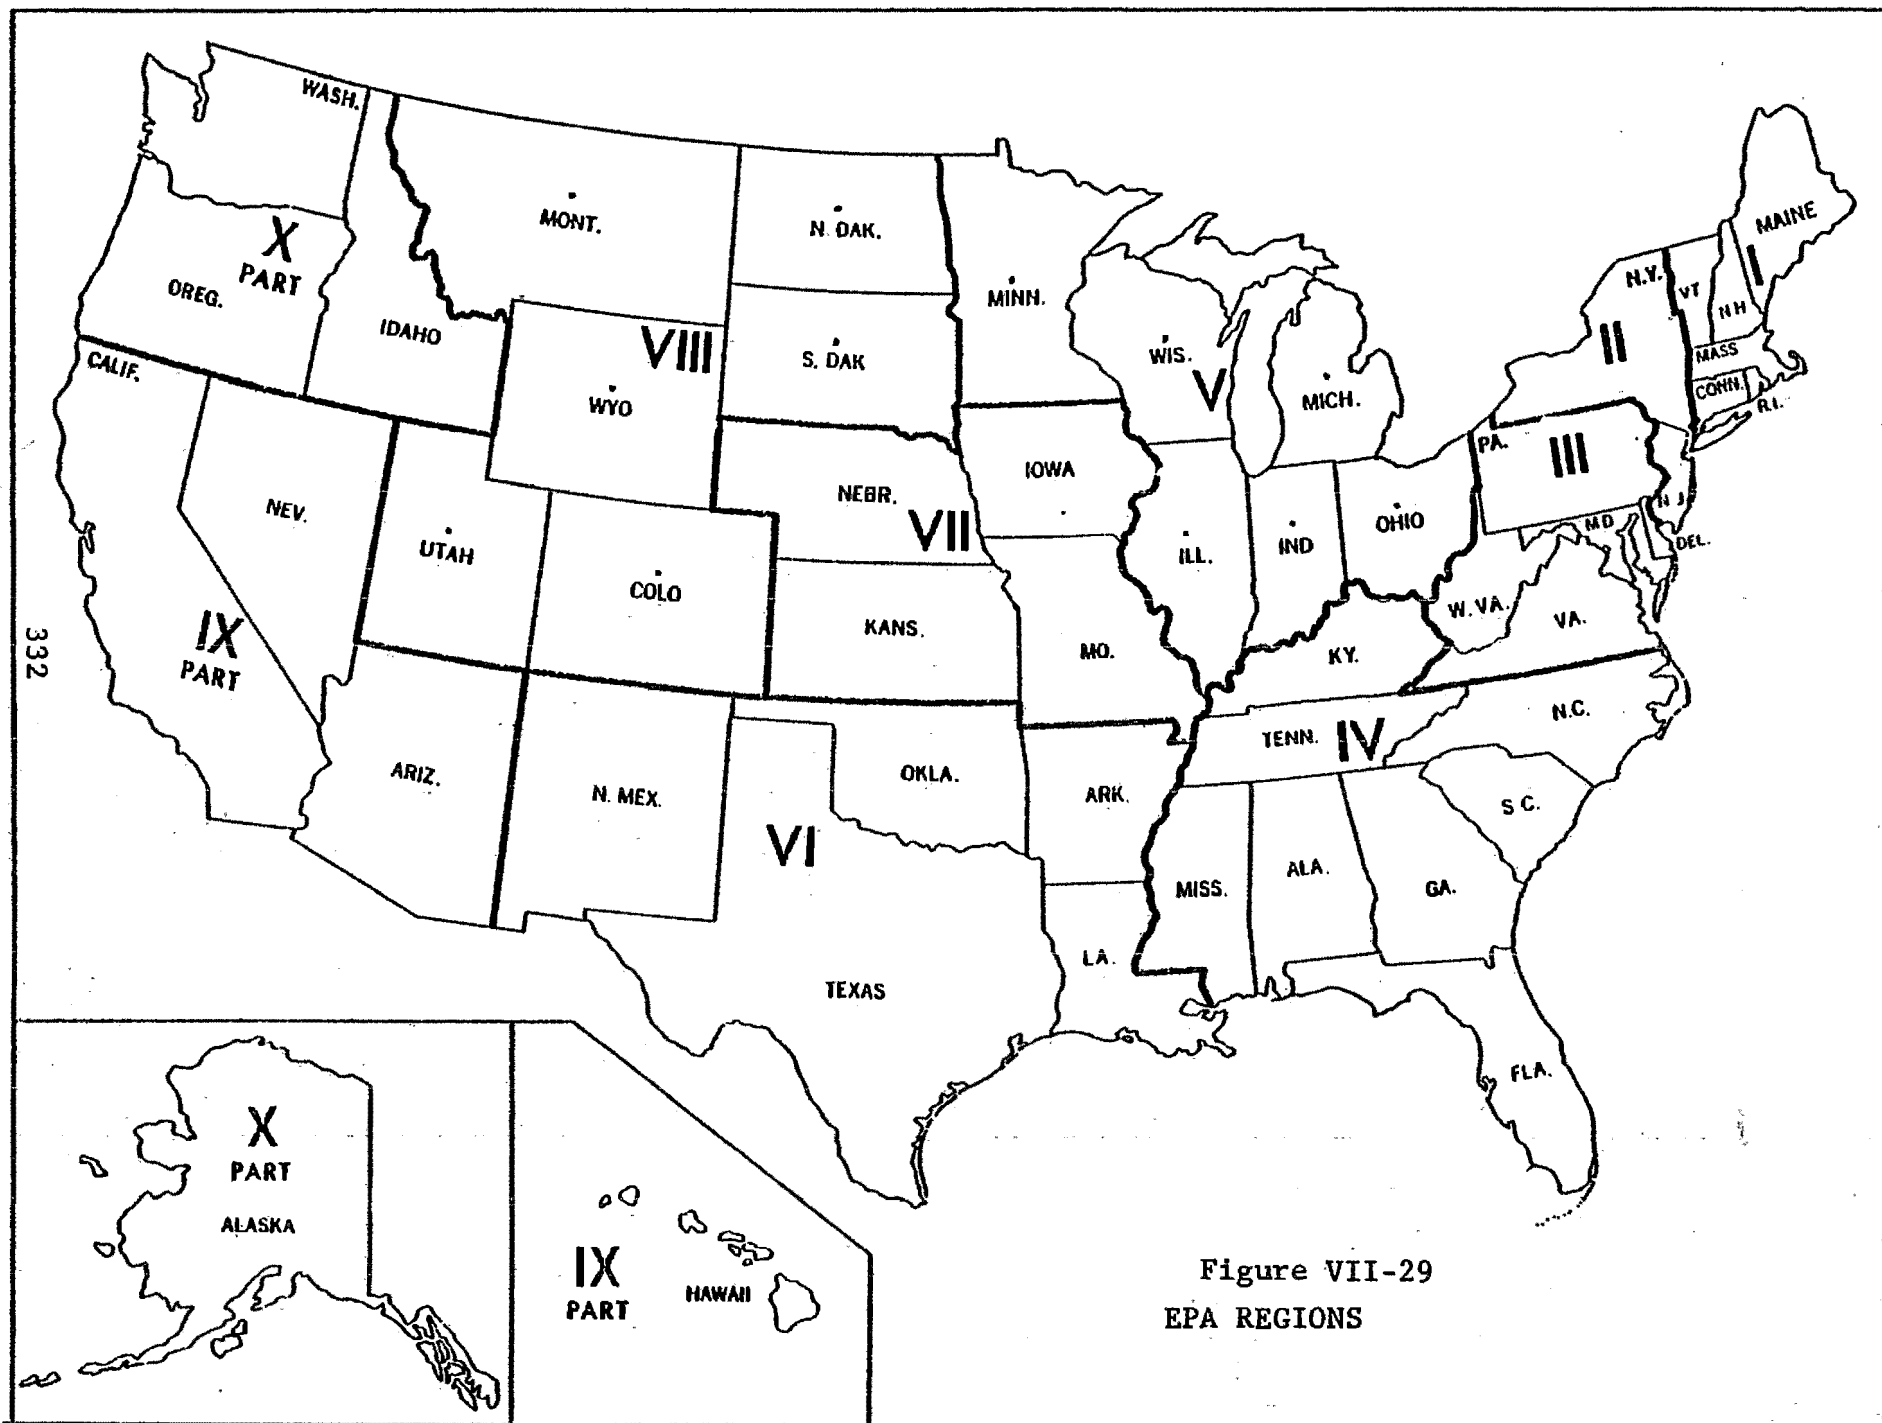 WASH.
MONT.
N. DAK.
MINN.
MAINE
X
PART
OREG.
IDAHO
VIII
S. DAK
WYO
WIS.
V
MICH.
N.Y.
VT
I
N H
II
MASS
CONN.
R.I.
CALIF.
NEV.
UTAH
COLO
NEBR.
VII
IOWA
ILL.
IND
OHIO
PA.
III
N J
MD
DEL.
W. VA.
VA.
IX
PART
KANS.
MO.
KY.
ARIZ.
N. MEX.
OKLA.
ARK.
TENN.
IV
N.C.
S C.
VI
TEXAS
LA.
MISS.
ALA.
GA.
FLA.
332
X
PART
ALASKA
IX
PART
HAWAII
Figure VII-29
EPA REGIONS